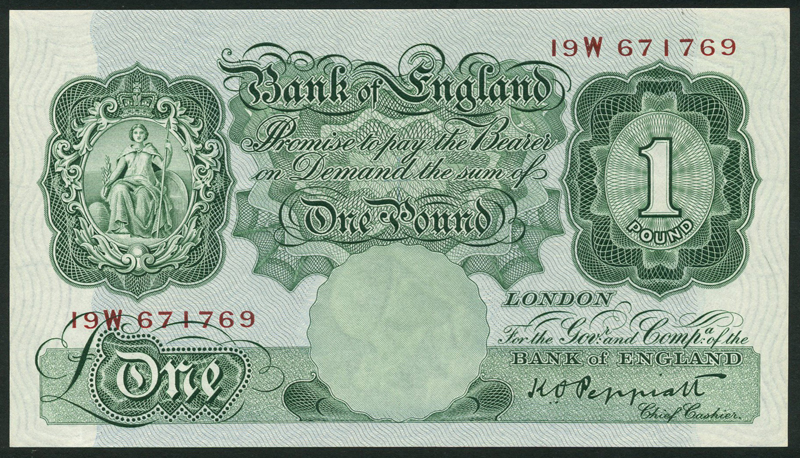 19W 671769
Bank of England
Promise to pay the Bearer
on Demand the sum of
One Pound
1
POUND
19W 671769
LONDON
For the Govr. and Compa. of the
BANK of ENGLAND
K O Peppiatt
Chief Cashier.
£One